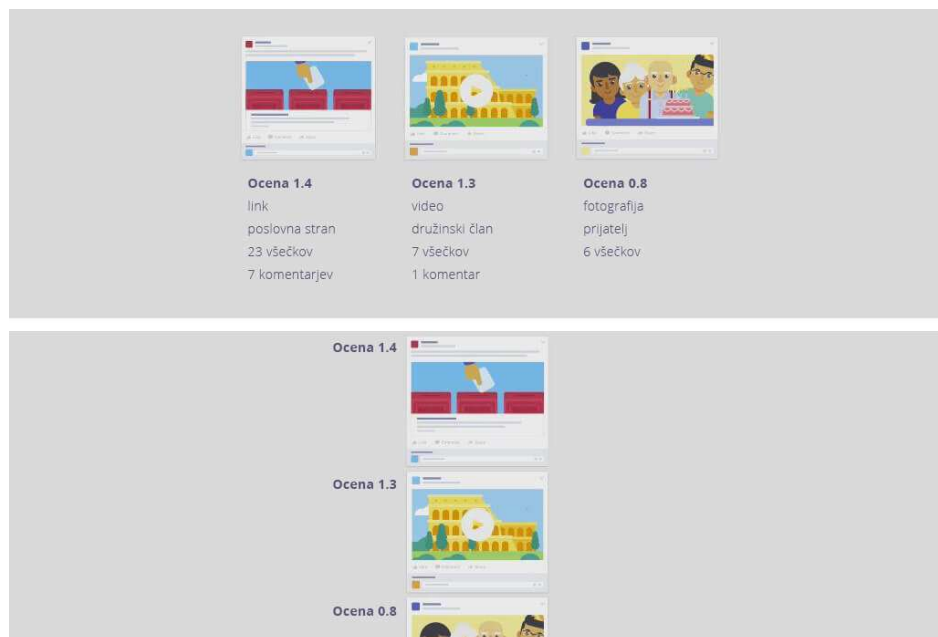 Ocena 1.4
link
poslovna stran
23 všečkov
7 komentarjev
Ocena 1.3
video
družinski član
7 všečkov
1 komentar
Ocena 0.8
fotografija
prijatelj
6 všečkov
Ocena 1.4
Ocena 1.3
Ocena 0.8